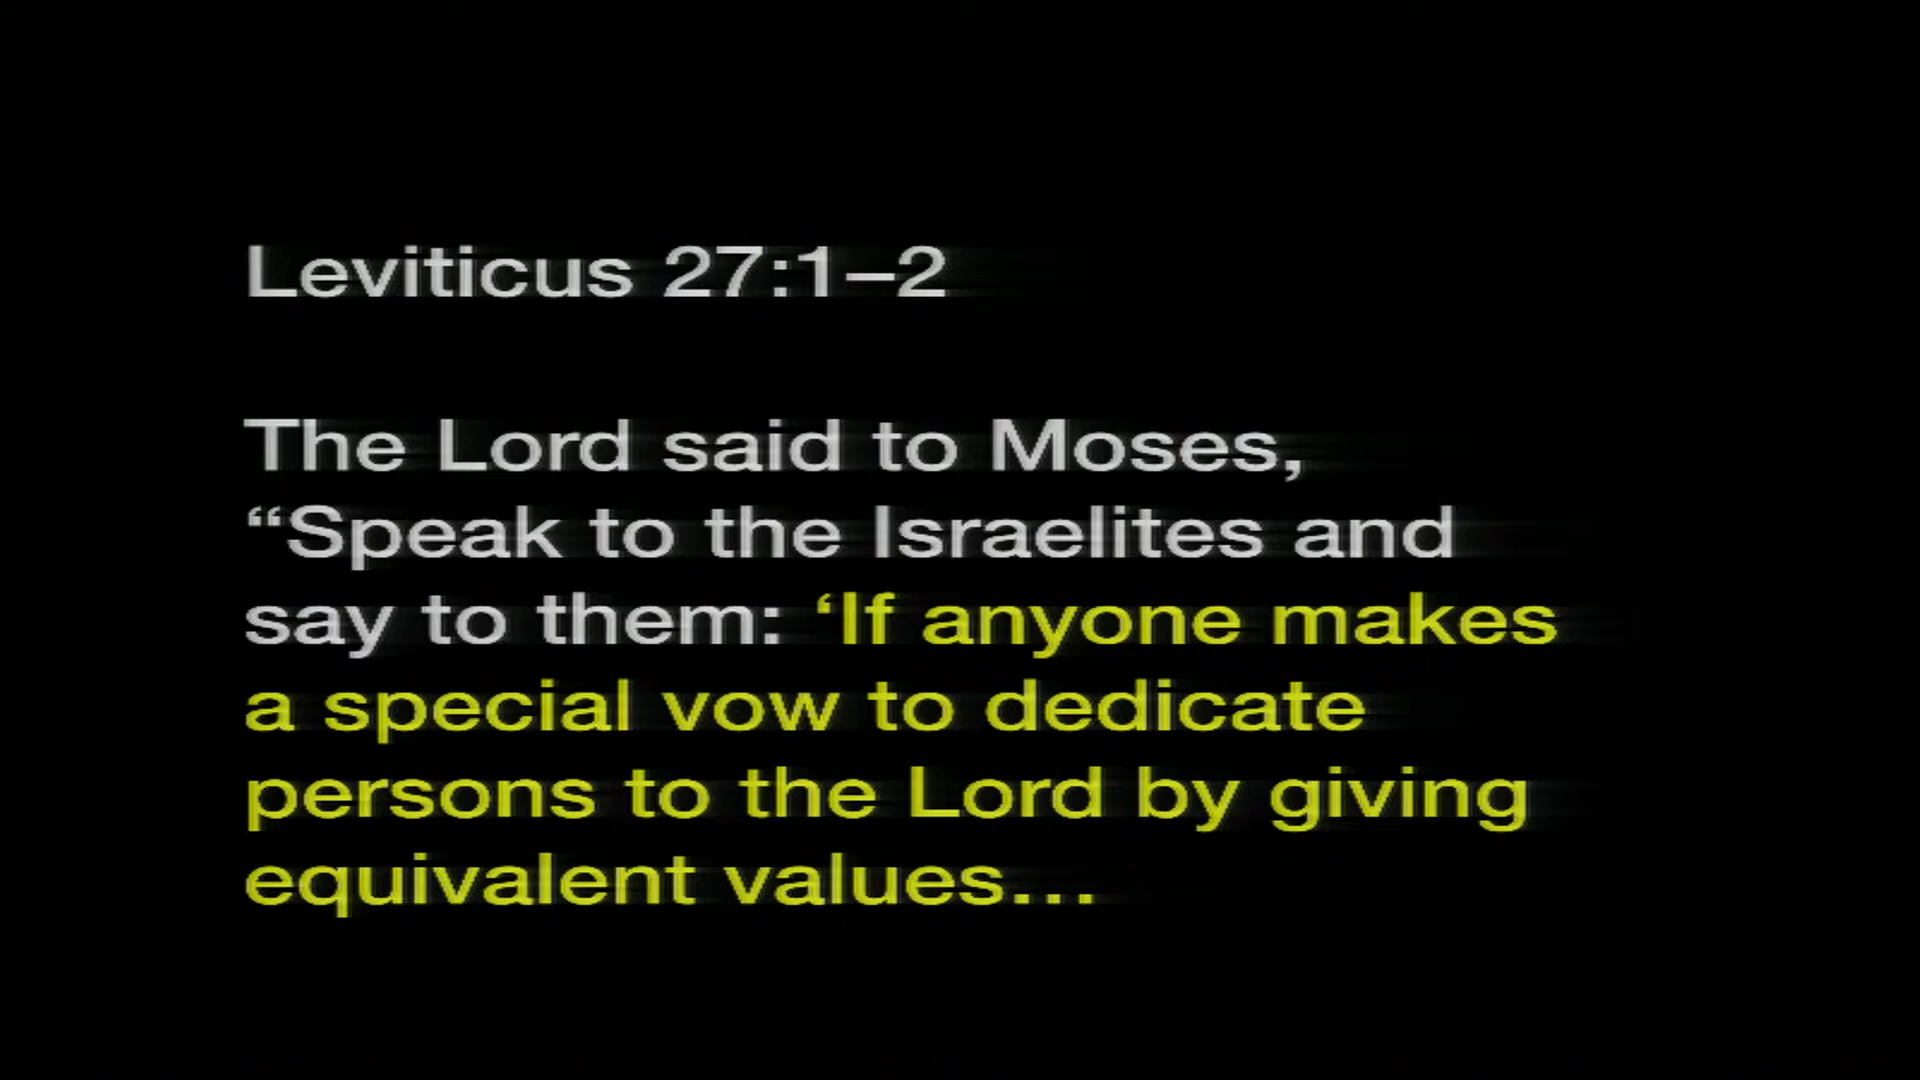 Leviticus 27:1–2
The Lord said to Moses,
“Speak to the Israelites and
say to them: ‘If anyone makes
a special vow to dedicate
persons to the Lord by giving
equivalent values…